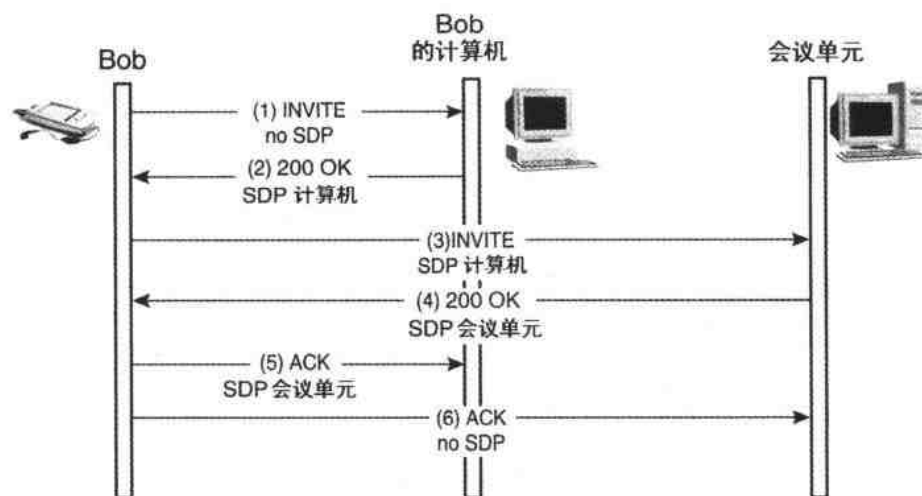 Bob
Bob
的计算机
会议单元
(1) INVITE
no SDP
(2) 200 OK
SDP 计算机
(3)INVITE
SDP 计算机
(4) 200 OK
SDP 会议单元
(5) ACK
SDP 会议单元
(6) ACK
no SDP